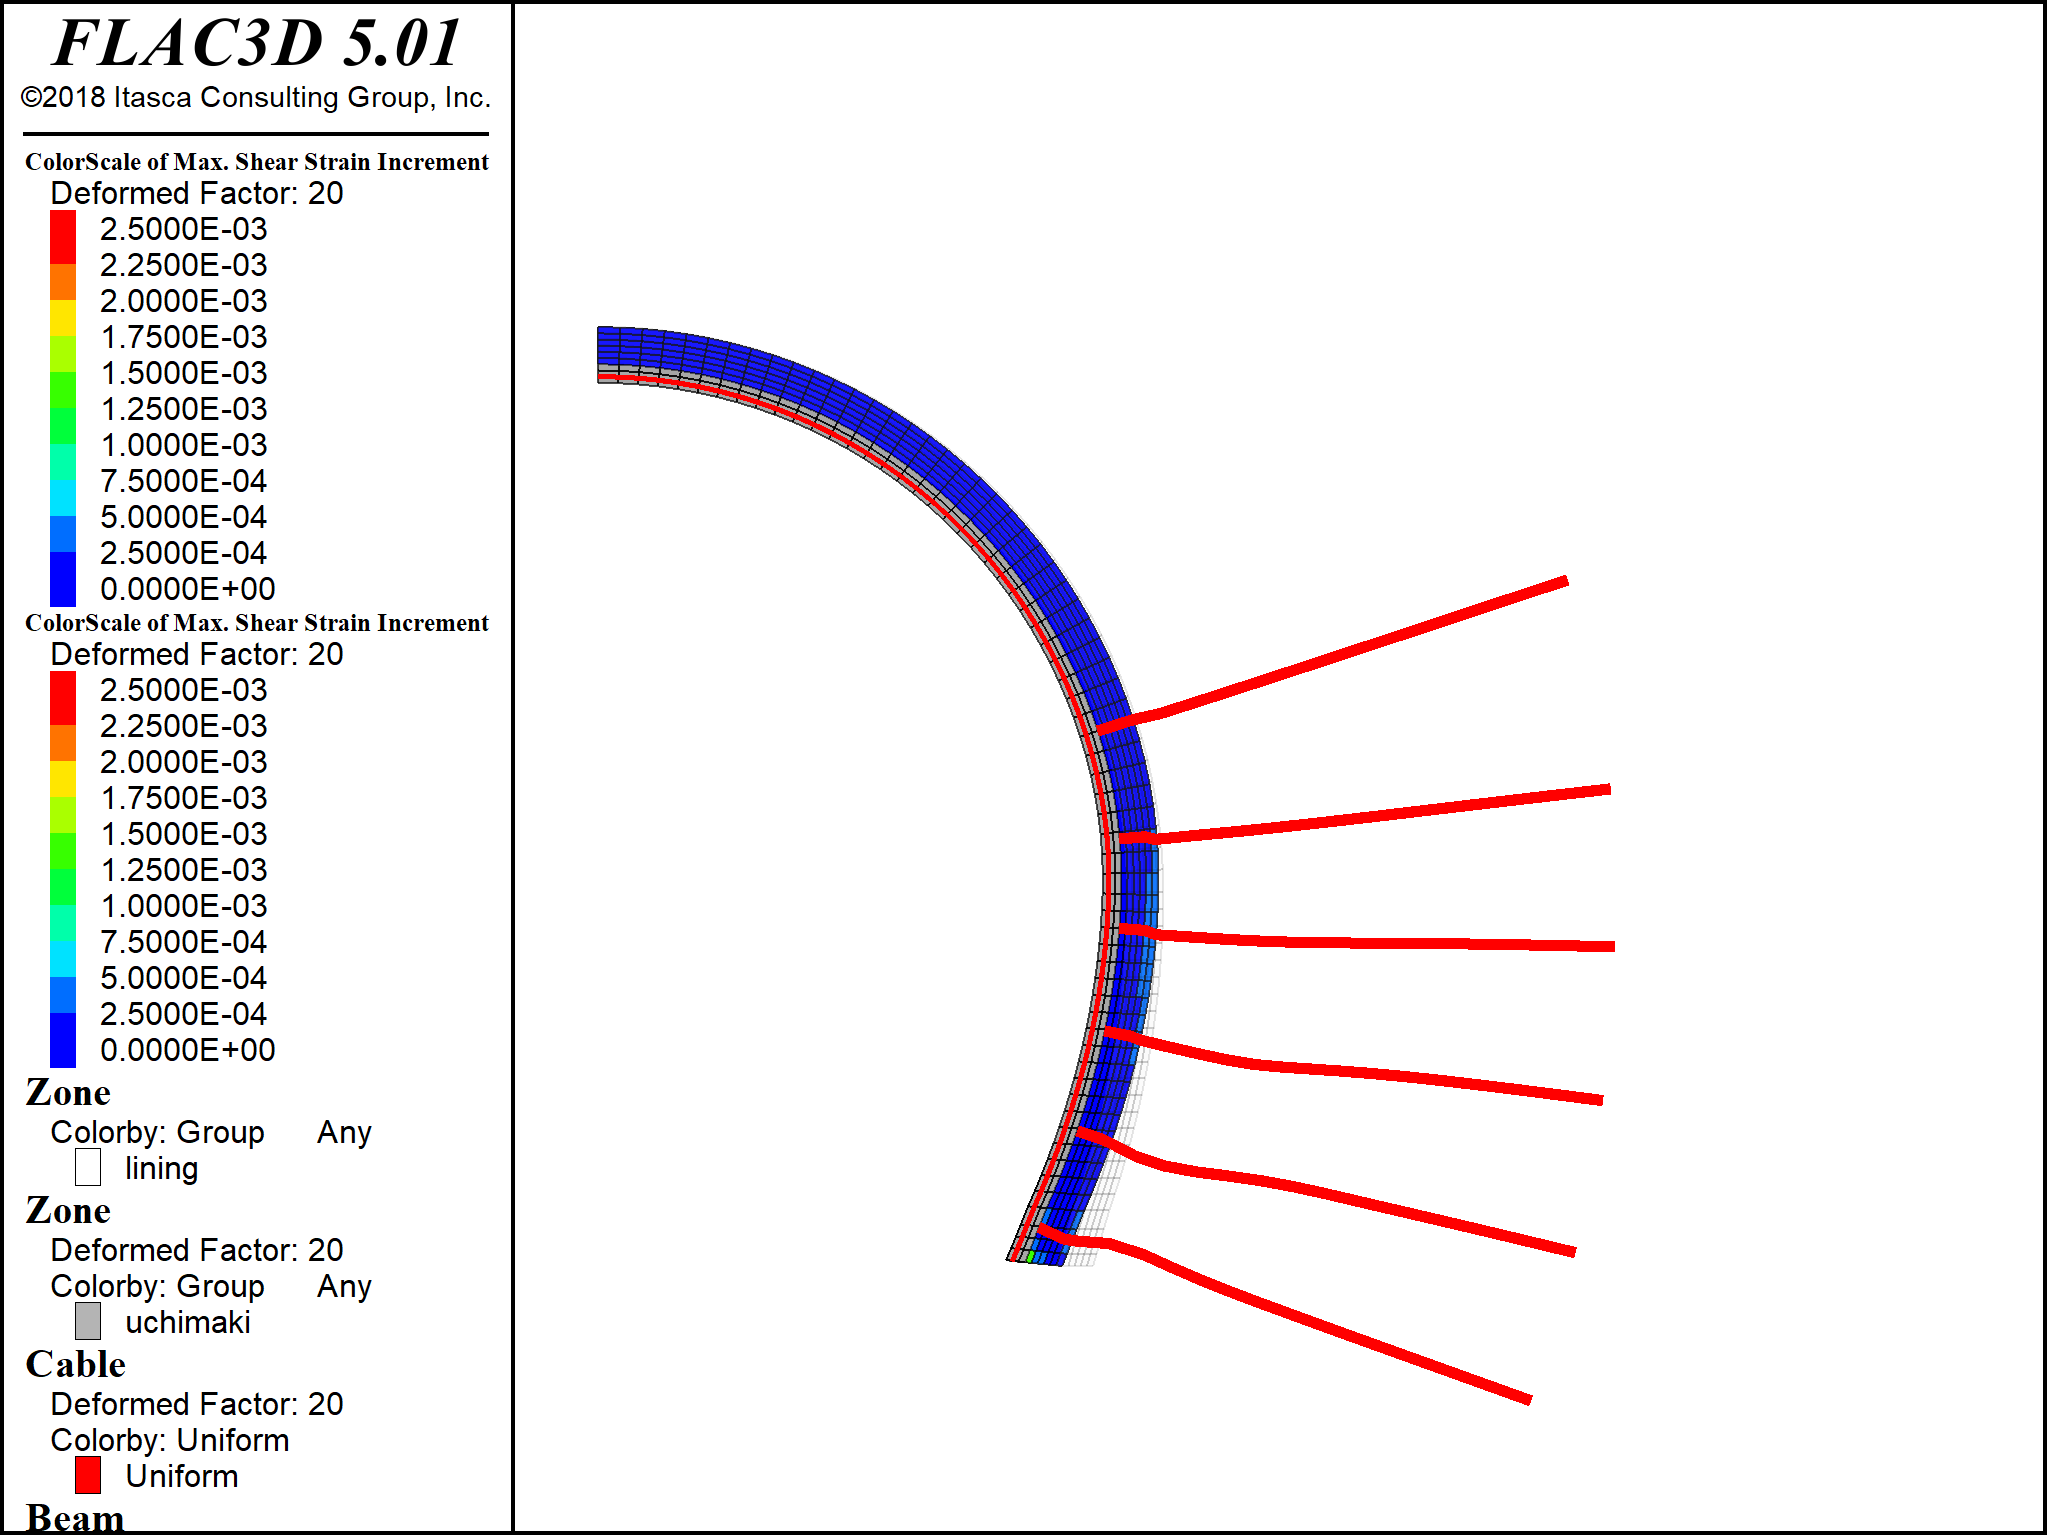 FLAC3D 5.01
©2018 Itasca Consulting Group, Inc.
ColorScale of Max. Shear Strain Increment
Deformed Factor: 20
2.5000E-03
2.2500E-03
2.0000E-03
1.7500E-03
1.5000E-03
1.2500E-03
1.0000E-03
7.5000E-04
5.0000E-04
2.5000E-04
0.0000E+00
ColorScale of Max. Shear Strain Increment
Deformed Factor: 20
2.5000E-03
2.2500E-03
2.0000E-03
1.7500E-03
1.5000E-03
1.2500E-03
1.0000E-03
7.5000E-04
5.0000E-04
2.5000E-04
0.0000E+00
Zone
Colorby: Group Any
lining
Zone
Deformed Factor: 20
Colorby: Group Any
uchimaki
Cable
Deformed Factor: 20
Colorby: Uniform
Uniform
Beam